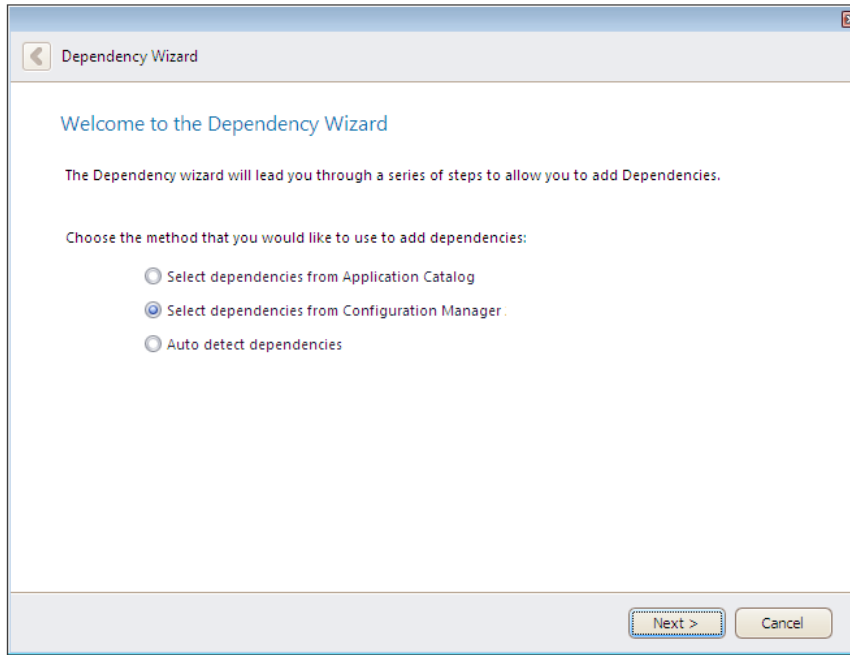 Dependency Wizard
Welcome to the Dependency Wizard
The Dependency wizard will lead you through a series of steps to allow you to add Dependencies.
Choose the method that you would like to use to add dependencies:
Select dependencies from Application Catalog
Select dependencies from Configuration Manager
Auto detect dependencies
Next >
Cancel